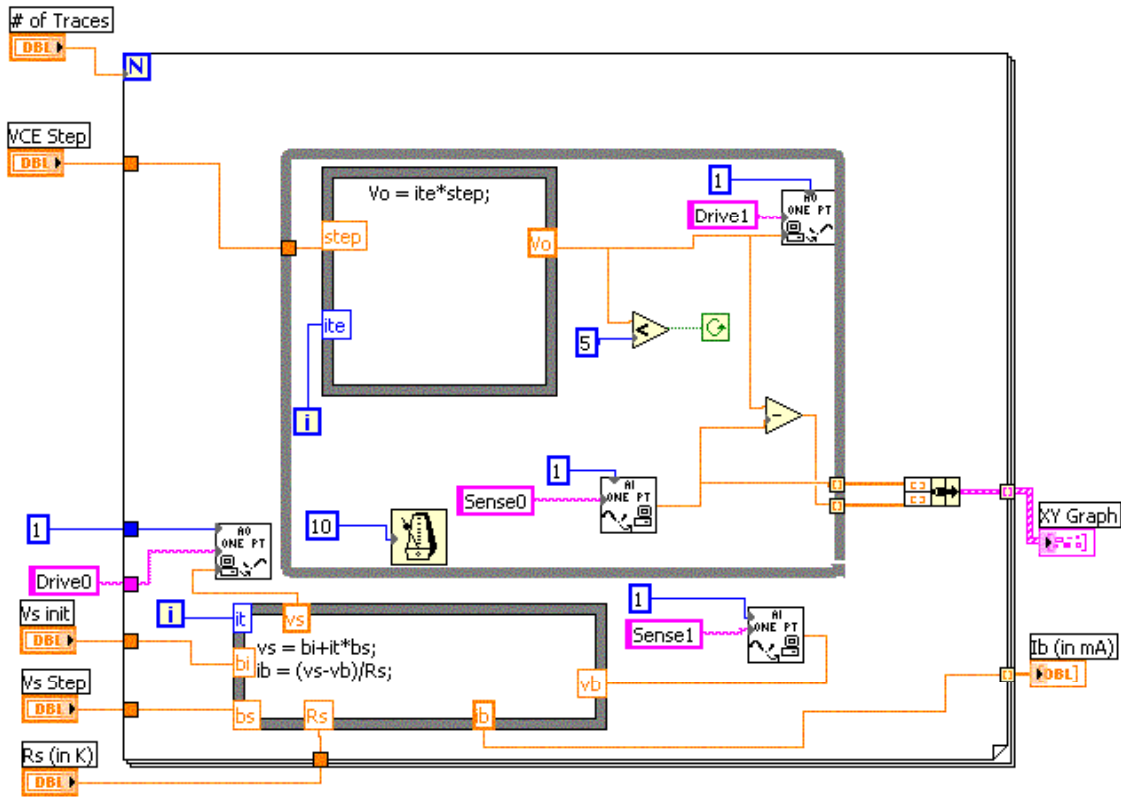 # of Traces
DBL
N
VCE Step
DBL
Vo = ite*step;
step
Vo
ite
i
1
AO
ONE PT
Drive1
<
5
-
1
AI
ONE PT
Sense0
10
XY Graph
1
AO
ONE PT
Drive0
Vs init
DBL
i
it
vs
vs = bi+it*bs;
ib = (vs-vb)/Rs;
bi
vb
1
AI
ONE PT
Sense1
Ib (in mA)
DBL
Vs Step
DBL
bs
Rs
ib
Rs (in K)
DBL